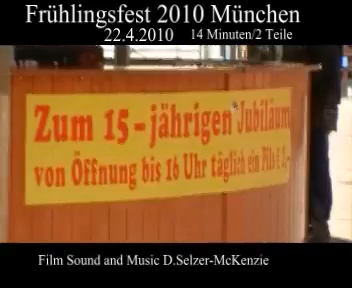 Frühlingsfest 2010 München
22.4.2010 14 Minuten/2 Teile
Zum 15-jährigen Jubiläum
von Öffnung bis 16 Uhr täglich ein Pils
Film Sound and Music D.Selzer-McKenzie